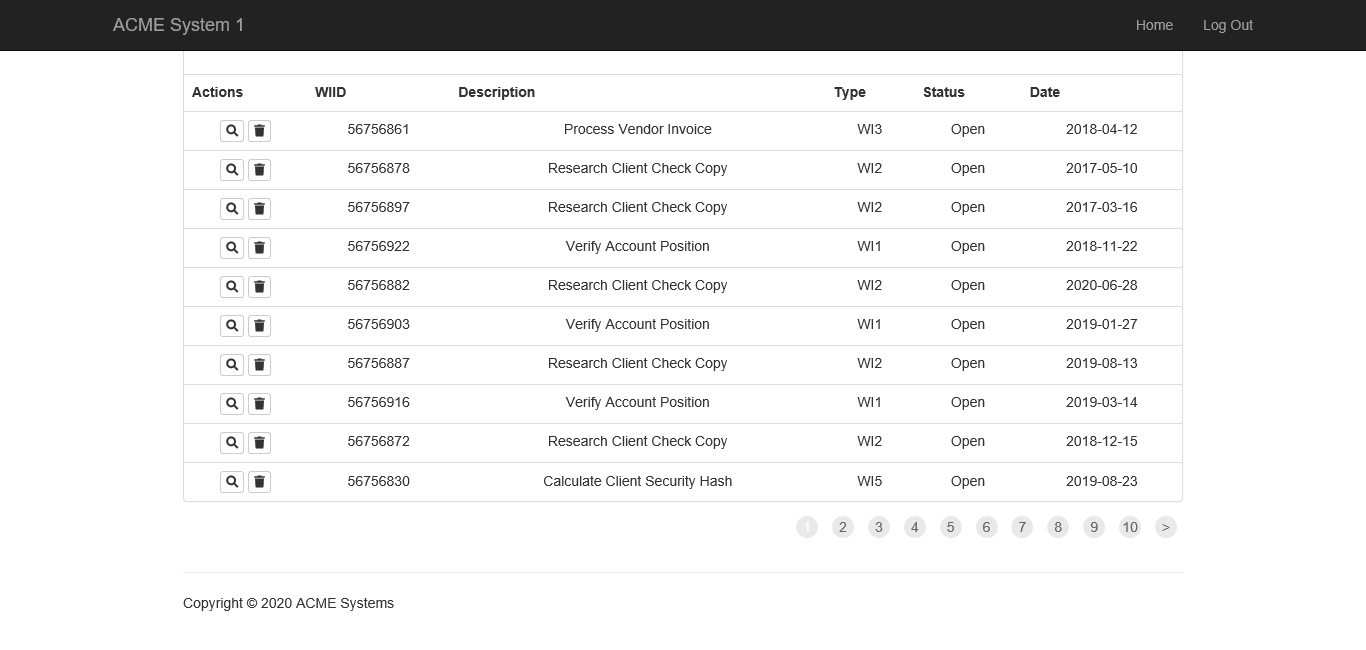 ACME System 1 Home Log Out
Actions WIID Description Type Status Date
56756861 Process Vendor Invoice WI3 Open 2018-04-12
56756878 Research Client Check Copy WI2 Open 2017-05-10
56756897 Research Client Check Copy WI2 Open 2017-03-16
56756922 Verify Account Position WI1 Open 2018-11-22
56756882 Research Client Check Copy WI2 Open 2020-06-28
56756903 Verify Account Position WI1 Open 2019-01-27
56756887 Research Client Check Copy WI2 Open 2019-08-13
56756916 Verify Account Position WI1 Open 2019-03-14
56756872 Research Client Check Copy WI2 Open 2018-12-15
56756830 Calculate Client Security Hash WI5 Open 2019-08-23
1 2 3 4 5 6 7 8 9 10 >
Copyright © 2020 ACME Systems